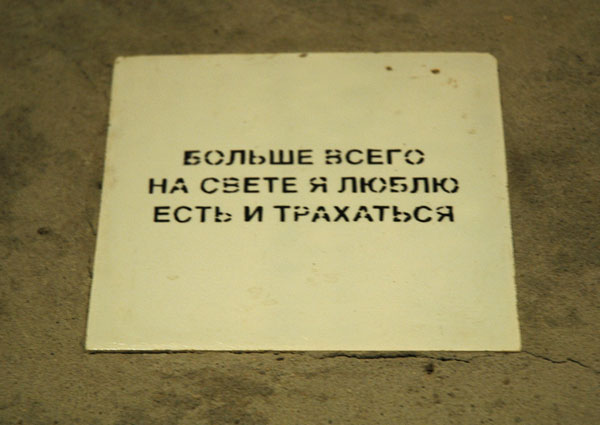 БОЛЬШЕ ВСЕГО
НА СВЕТЕ Я ЛЮБЛЮ
ЕСТЬ И ТРАХАТЬСЯ